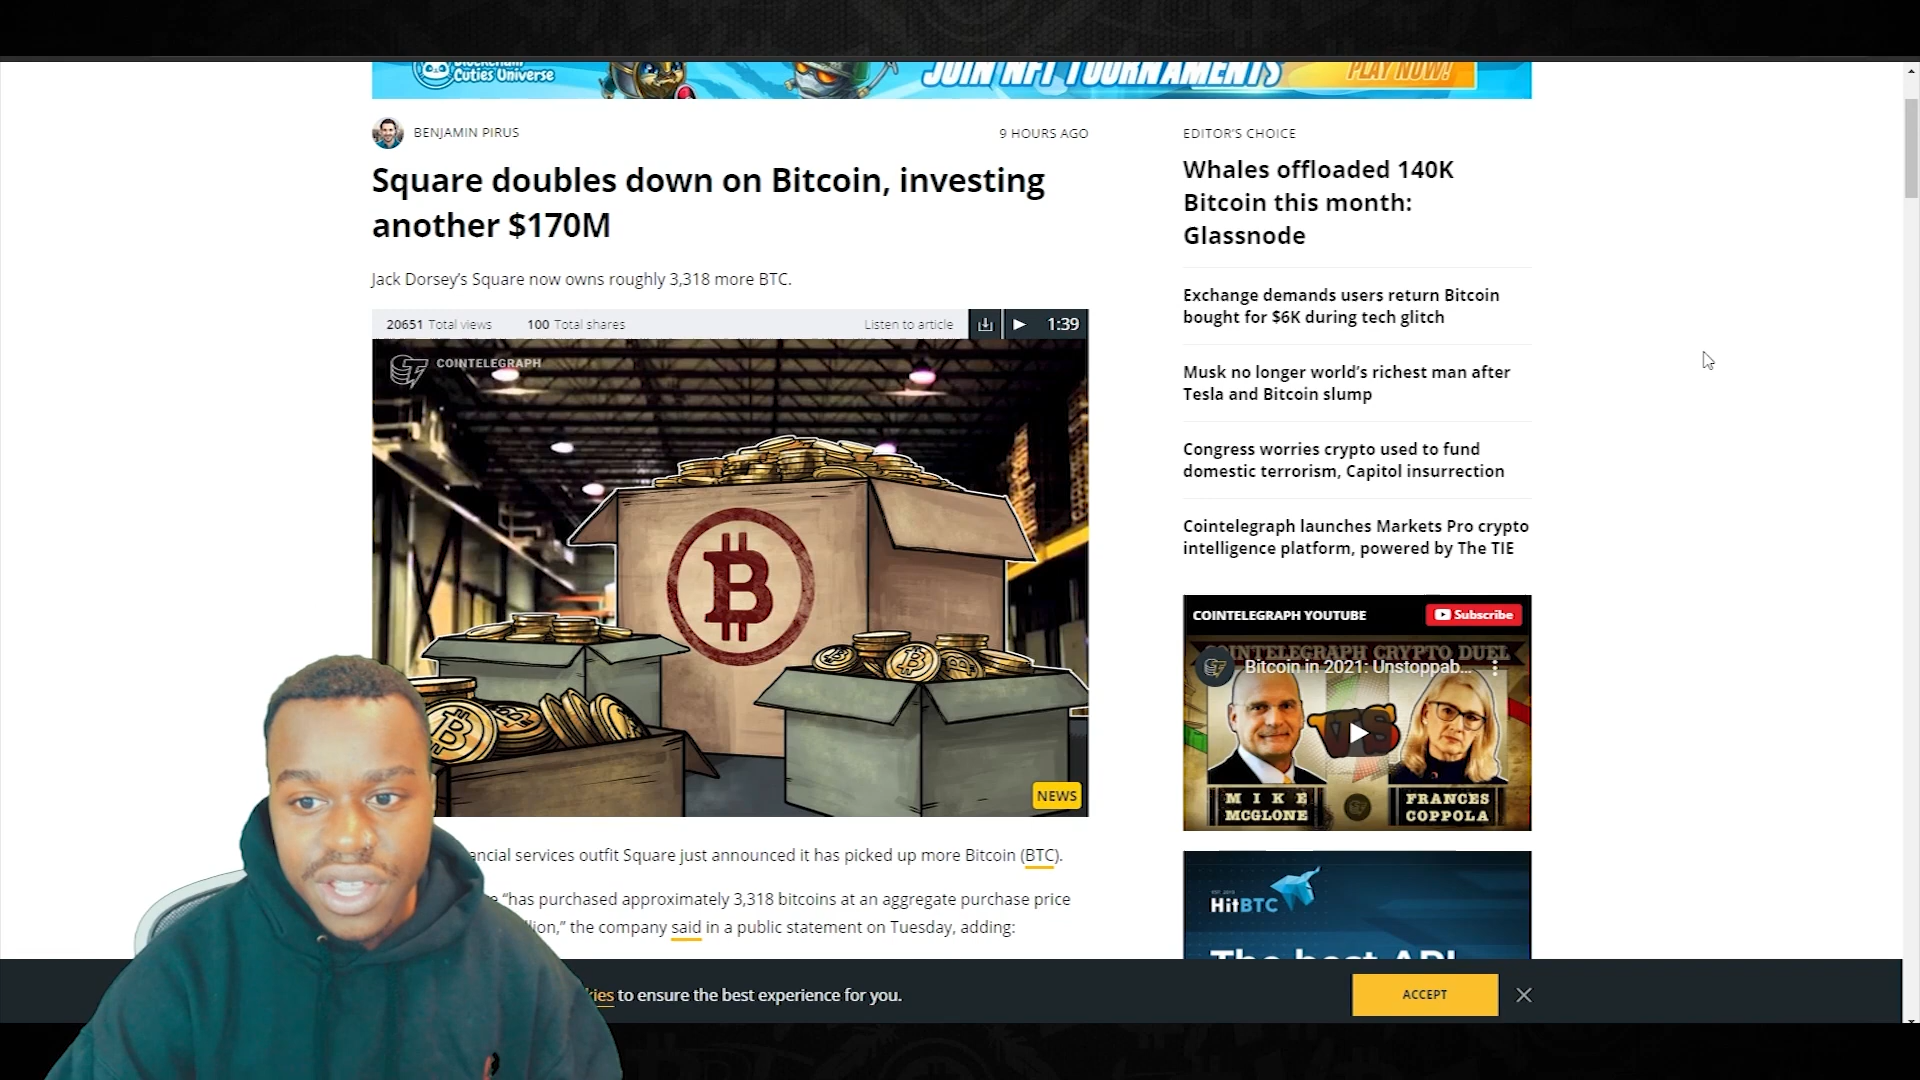 Blockchain
Cuties Universe
JOIN NFT TOURNAMENTS
PLAY NOW!
BENJAMIN PIRUS
9 HOURS AGO
Square doubles down on Bitcoin, investing
another $170M
Jack Dorsey's Square now owns roughly 3,318 more BTC.
20651 Total views
100 Total shares
Listen to article
1:39
COINTELEGRAPH
NEWS
ancial services outfit Square just announced it has picked up more Bitcoin (BTC).
e “has purchased approximately 3,318 bitcoins at an aggregate purchase price
lion,” the company said in a public statement on Tuesday, adding:
EDITOR'S CHOICE
Whales offloaded 140K
Bitcoin this month:
Glassnode
Exchange demands users return Bitcoin
bought for $6K during tech glitch
Musk no longer world's richest man after
Tesla and Bitcoin slump
Congress worries crypto used to fund
domestic terrorism, Capitol insurrection
Cointelegraph launches Markets Pro crypto
intelligence platform, powered by The TIE
COINTELEGRAPH YOUTUBE
Subscribe
COINTELEGRAPH CRYPTO DUEL
Bitcoin in 2021: Unstoppab...
VS
MIKE
MCGLONE
FRANCES
COPPOLA
HitBTC
The best API
kies to ensure the best experience for you.
ACCEPT